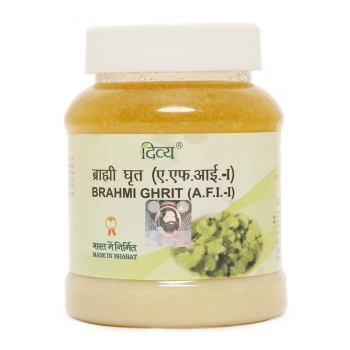 दिव्य®
ब्राह्मी घृत (ए.एफ.आई.-I)
BRAHMI GHRIT (A.F.I.-I)
भारत में निर्मित
MADE IN BHARAT